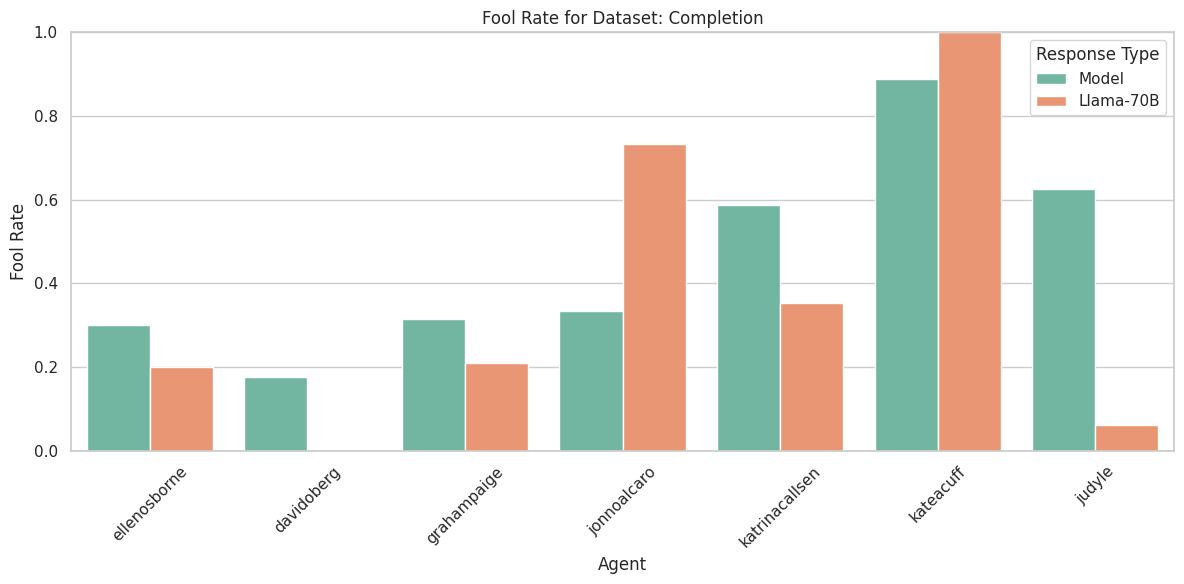 Fool Rate for Dataset: Completion
1.0
0.8
0.6
0.4
0.2
0.0
Fool Rate
Response Type
Model
Llama-70B
ellenosborne
davidoberg
grahampaige
jonnoalcaro
katrinacallsen
kateacuff
judyle
Agent